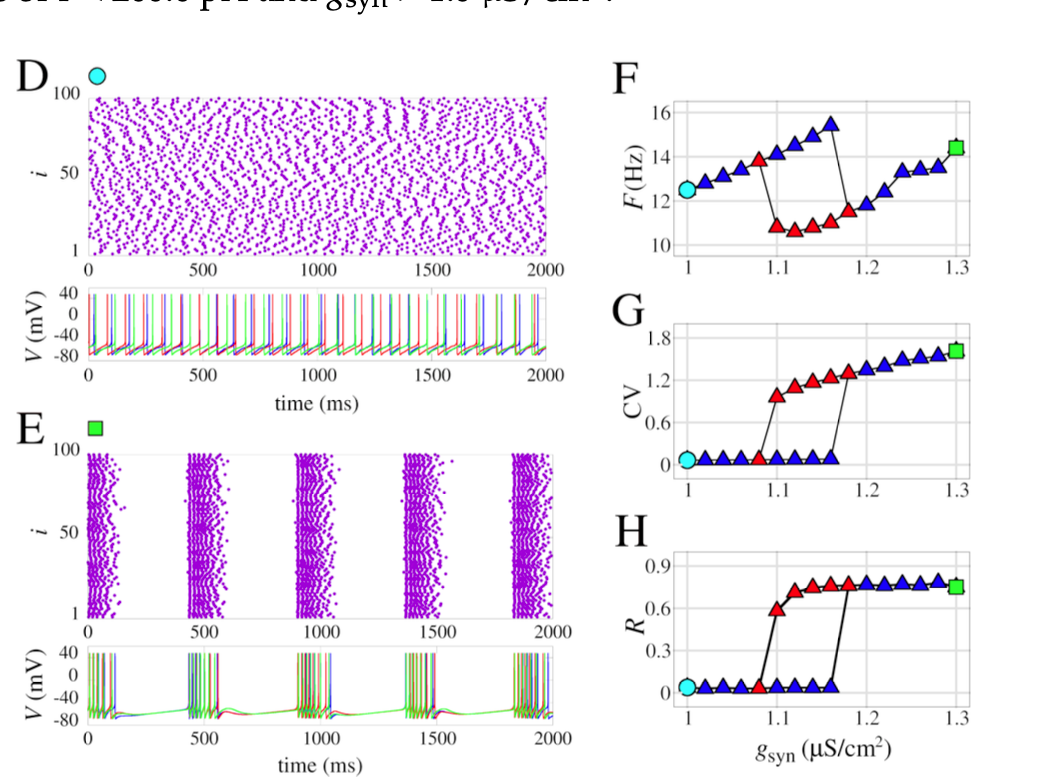 D
100
50
1
i
0 500 1000 1500 2000
40
0
-40
-80
V (mV)
0 500 1000 1500 2000
time (ms)
E
100
50
1
i
0 500 1000 1500 2000
40
0
-40
-80
V (mV)
0 500 1000 1500 2000
time (ms)
F
16
14
12
10
F(Hz)
1 1.1 1.2 1.3
G
1.8
1.2
0.6
0
CV
1 1.1 1.2 1.3
H
0.9
0.6
0.3
0
R
1 1.1 1.2 1.3
gsyn (μS/cm²)